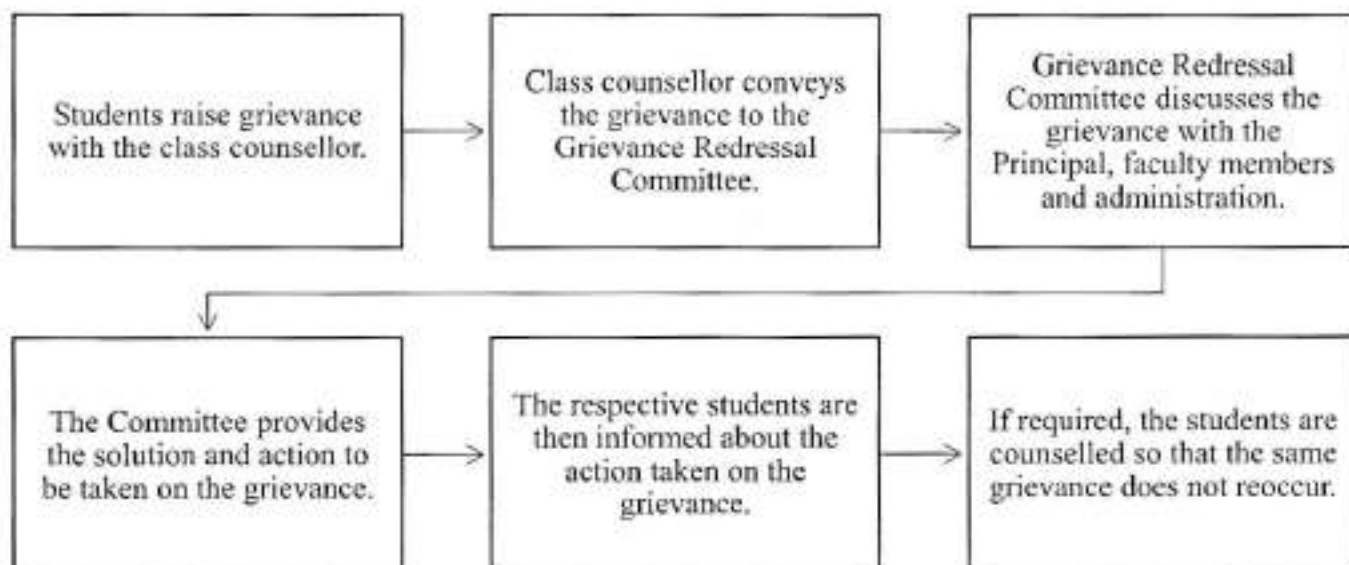 Students raise grievance
with the class counsellor.
Class counsellor conveys
the grievance to the
Grievance Redressal
Committee.
Grievance Redressal
Committee discusses the
grievance with the
Principal, faculty members
and administration.
The Committee provides
the solution and action to
be taken on the grievance.
The respective students are
then informed about the
action taken on the
grievance.
If required, the students are
counselled so that the same
grievance does not reoccur.